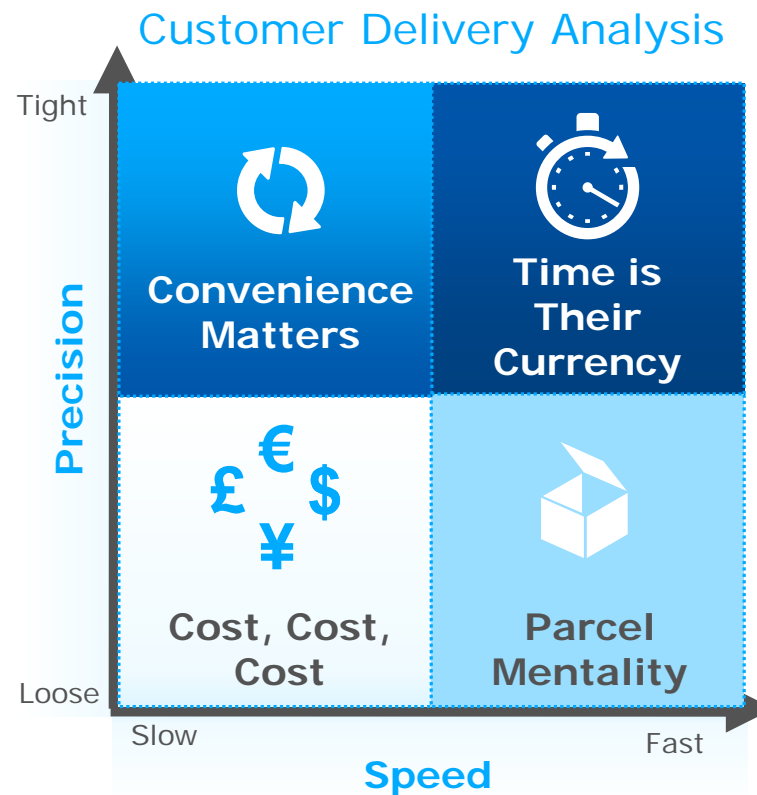 Customer Delivery Analysis
Tight
Convenience
Matters
Time is
Their
Currency
Precision
€
£ $
¥
Cost, Cost,
Cost
Parcel
Mentality
Loose
Slow
Fast
Speed